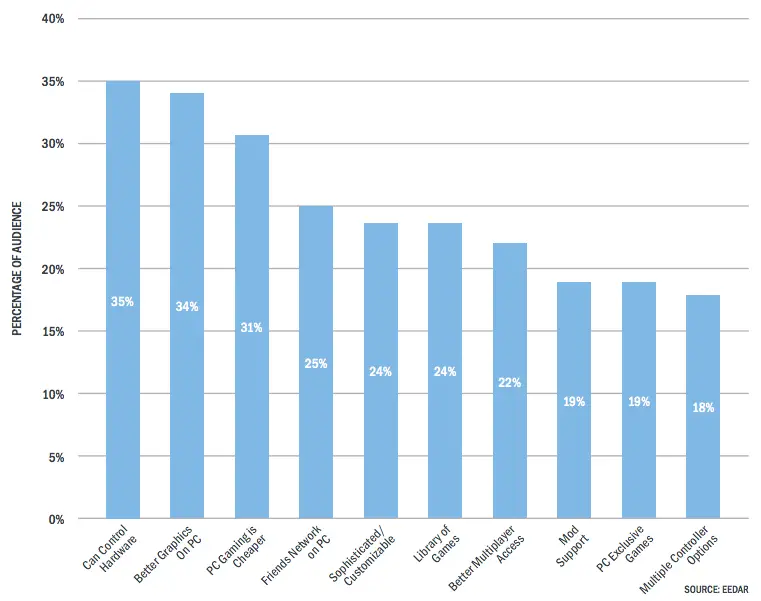 40%
35%
30%
25%
20%
15%
10%
5%
0%
PERCENTAGE OF AUDIENCE
35%
34%
31%
25%
24%
24%
22%
19%
19%
18%
Can Control
Hardware
Better Graphics
On PC
PC Gaming is
Cheaper
Friends Network
on PC
Sophisticated/
Customizable
Library of
Games
Better Multiplayer
Access
Mod
Support
PC Exclusive
Games
Multiple Controller
Options
SOURCE: EEDAR